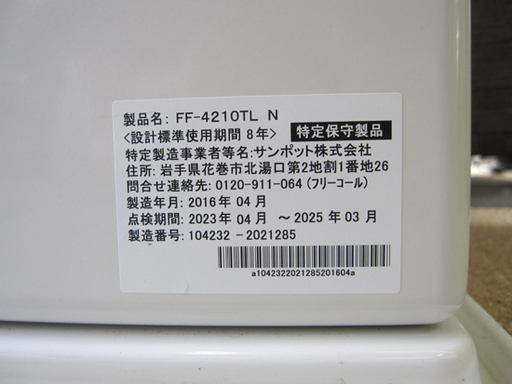 製品名: FF-4210TL N
<設計標準使用期間 8年> 特定保守製品
特定製造事業者等名: サンポット株式会社
住所: 岩手県花巻市北湯口第2地割1番地26
問合せ連絡先: 0120-911-064 (フリーコール)
製造年月: 2016年 04月
点検期間: 2023年 04月 ～ 2025年 03月
製造番号: 104232 - 2021285
a1042322021285201604a